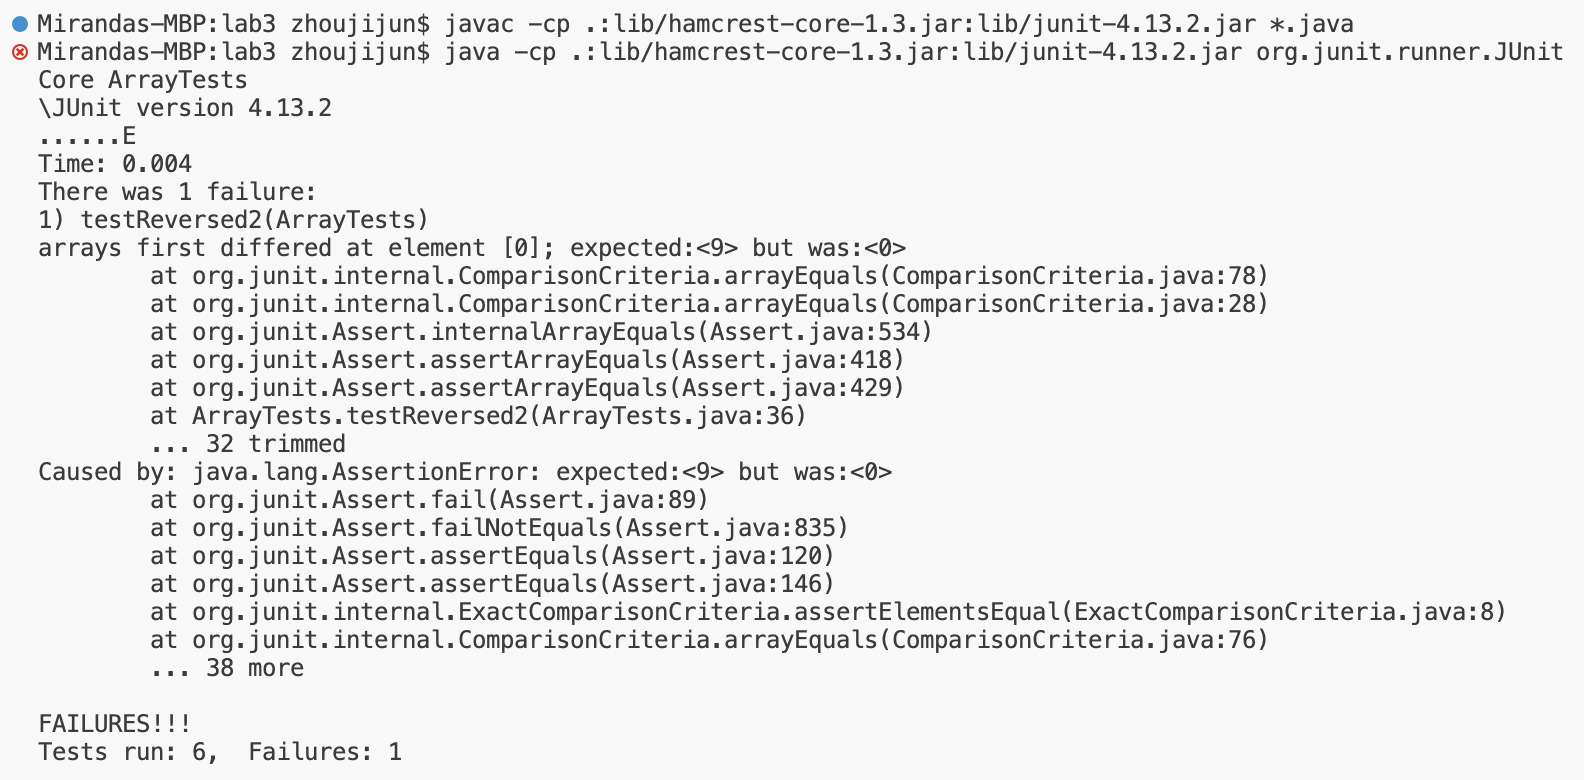 Mirandas-MBP:lab3 zhoujijun$ javac -cp .:lib/hamcrest-core-1.3.jar:lib/junit-4.13.2.jar *.java
Mirandas-MBP:lab3 zhoujijun$ java -cp .:lib/hamcrest-core-1.3.jar:lib/junit-4.13.2.jar org.junit.runner.JUnit
Core ArrayTests
\JUnit version 4.13.2
......E
Time: 0.004
There was 1 failure:
1) testReversed2(ArrayTests)
arrays first differed at element [0]; expected:<9> but was:<0>
        at org.junit.internal.ComparisonCriteria.arrayEquals(ComparisonCriteria.java:78)
        at org.junit.internal.ComparisonCriteria.arrayEquals(ComparisonCriteria.java:28)
        at org.junit.Assert.internalArrayEquals(Assert.java:534)
        at org.junit.Assert.assertArrayEquals(Assert.java:418)
        at org.junit.Assert.assertArrayEquals(Assert.java:429)
        at ArrayTests.testReversed2(ArrayTests.java:36)
        ... 32 trimmed
Caused by: java.lang.AssertionError: expected:<9> but was:<0>
        at org.junit.Assert.fail(Assert.java:89)
        at org.junit.Assert.failNotEquals(Assert.java:835)
        at org.junit.Assert.assertEquals(Assert.java:120)
        at org.junit.Assert.assertEquals(Assert.java:146)
        at org.junit.internal.ExactComparisonCriteria.assertElementsEqual(ExactComparisonCriteria.java:8)
        at org.junit.internal.ComparisonCriteria.arrayEquals(ComparisonCriteria.java:76)
        ... 38 more

FAILURES!!!
Tests run: 6,  Failures: 1